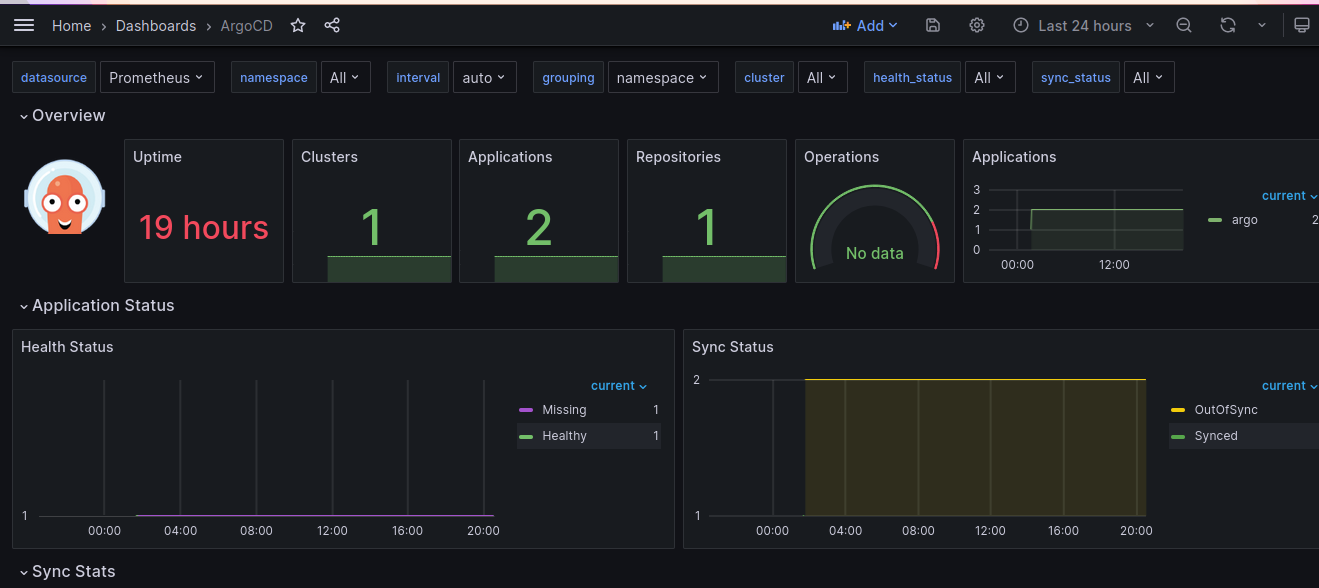 Home › Dashboards › ArgoCD Add Last 24 hours
datasource Prometheus namespace All interval auto grouping namespace cluster All health_status All sync_status All
Overview
Uptime
19 hours
Clusters
1
Applications
2
Repositories
1
Operations
No data
Applications
3
2
1
0
00:00 12:00
current
argo 2
Application Status
Health Status
1
00:00 04:00 08:00 12:00 16:00 20:00
current
Missing 1
Healthy 1
Sync Status
2
1
00:00 04:00 08:00 12:00 16:00 20:00
current
OutOfSync
Synced
Sync Stats